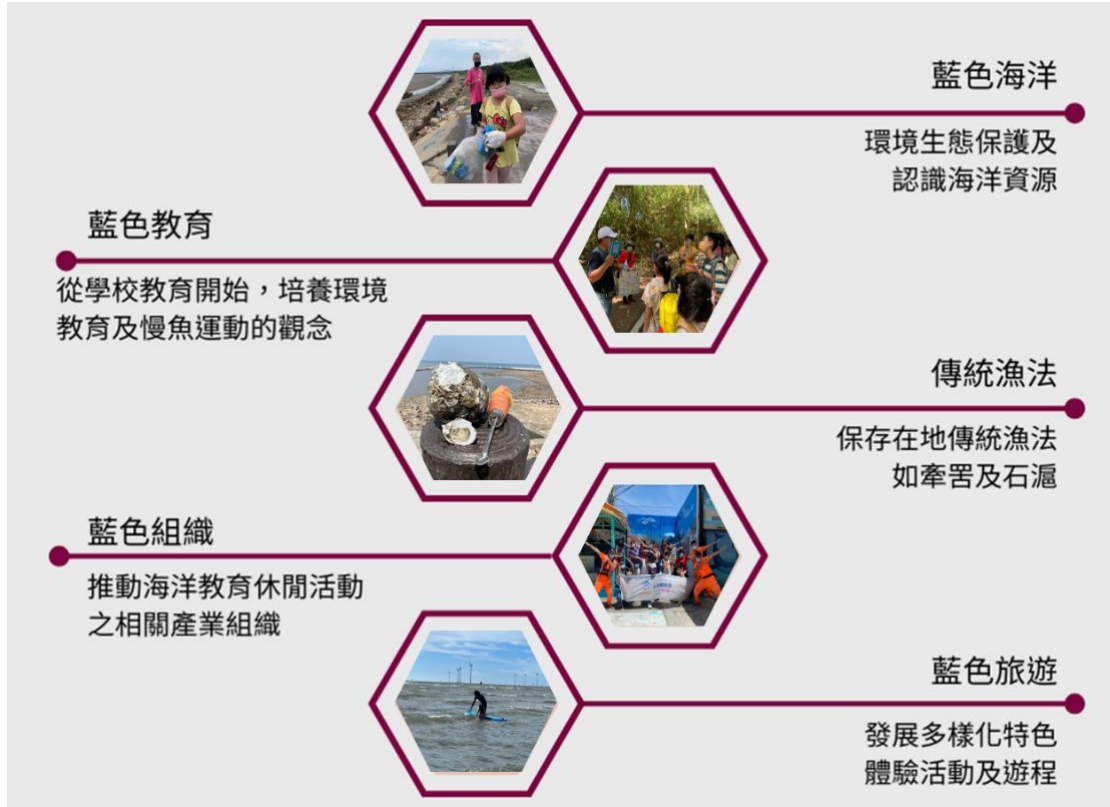 藍色海洋
環境生態保護及
認識海洋資源
藍色教育
從學校教育開始，培養環境
教育及慢魚運動的觀念
傳統漁法
保存在地傳統漁法
如牽罟及石滬
藍色組織
推動海洋教育休閒活動
之相關產業組織
藍色旅遊
發展多樣化特色
體驗活動及遊程